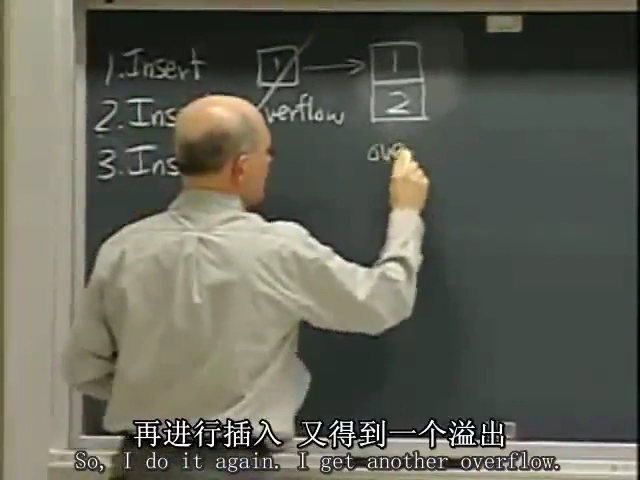 1. Insert 1 → 1
2. Ins verflow 2
3. Ins ove
再进行插入 又得到一个溢出
So, I do it again. I get another overflow.